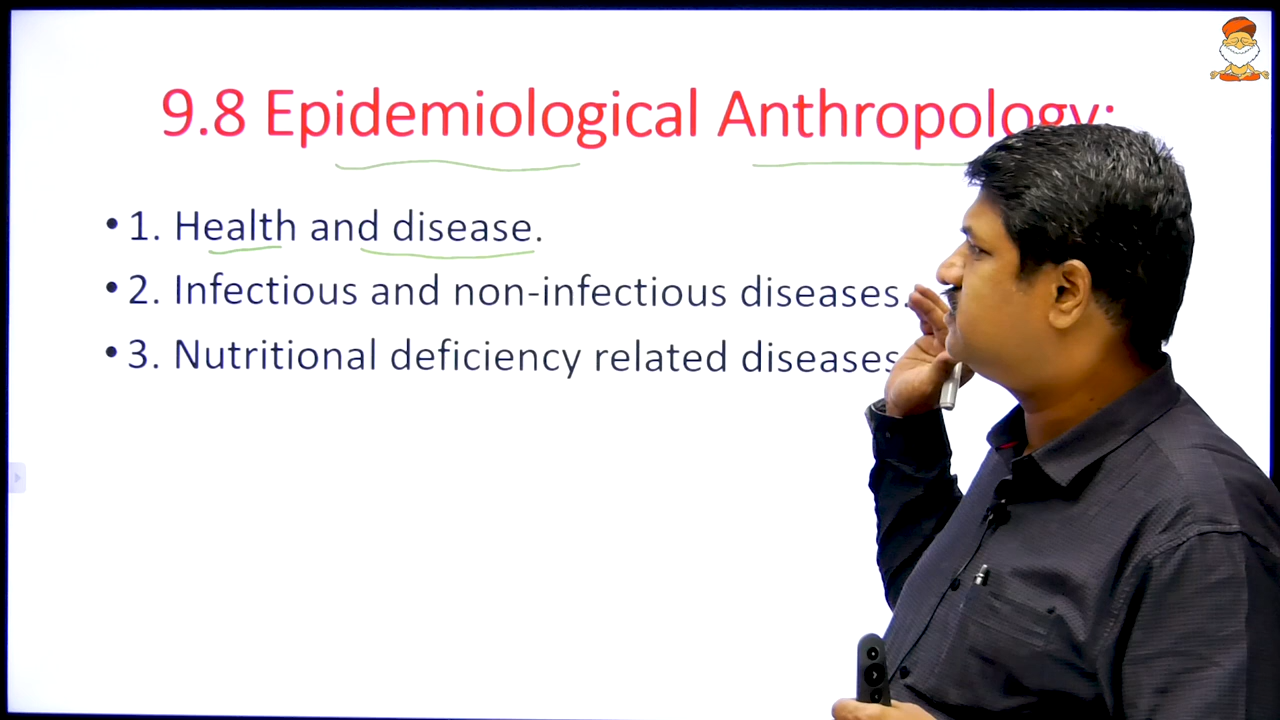 9.8 Epidemiological Anthropology:
• 1. Health and disease.
• 2. Infectious and non-infectious diseases.
• 3. Nutritional deficiency related diseases